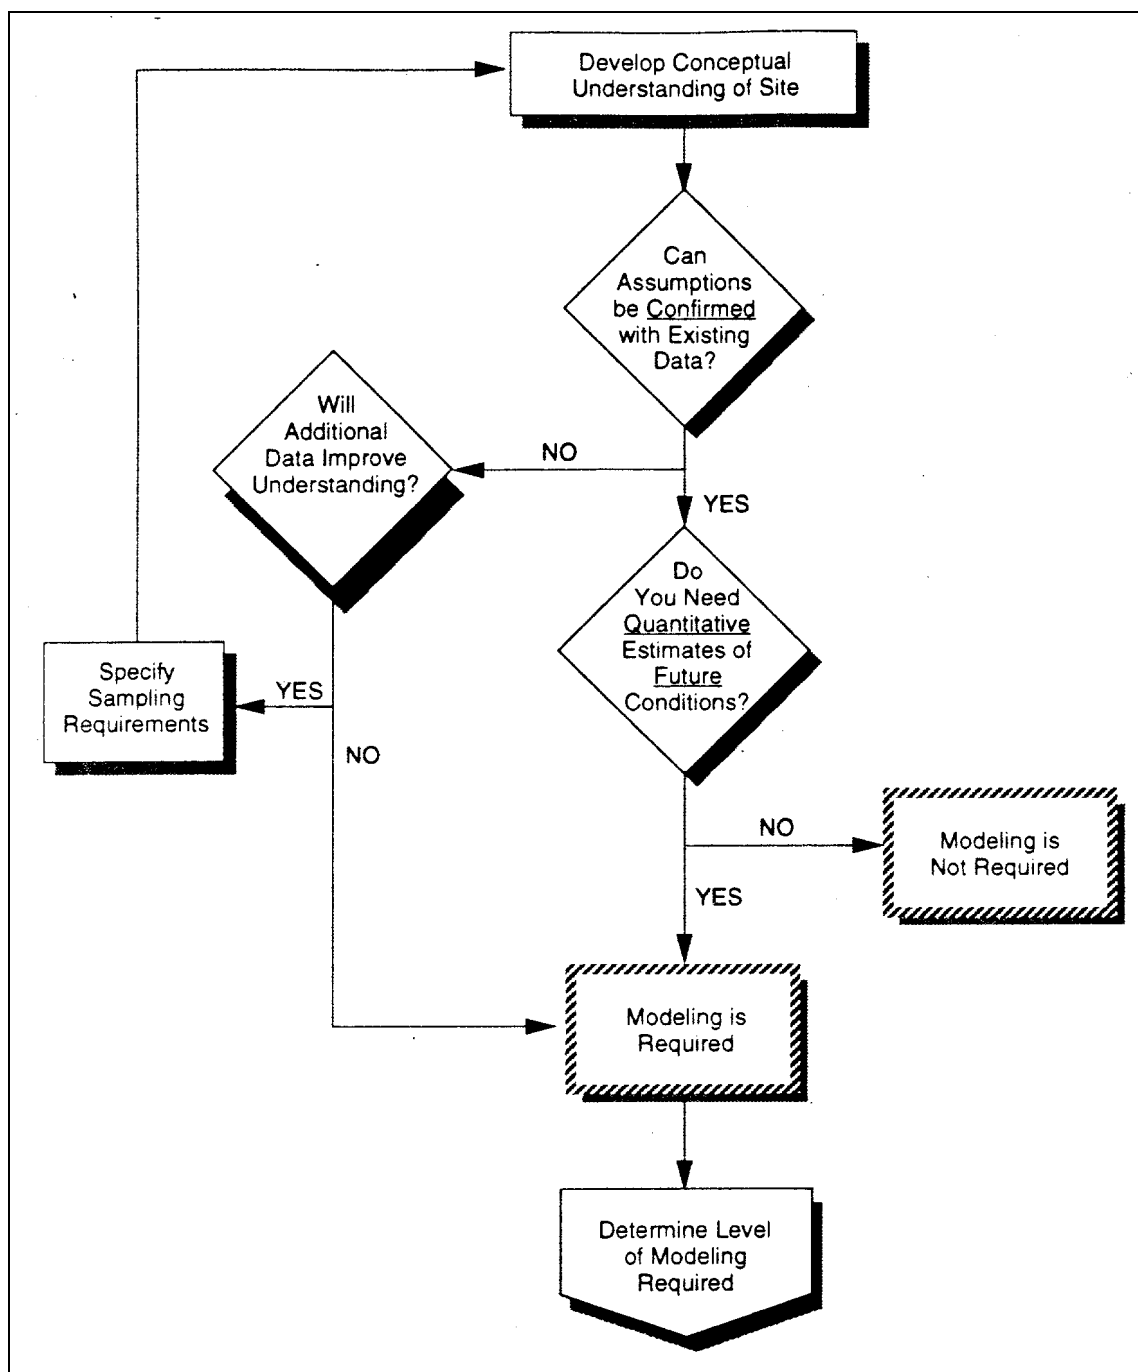 Develop Conceptual
Understanding of Site
Can
Assumptions
be Confirmed
with Existing
Data?
Will
Additional
Data Improve
Understanding?
NO
YES
Do
You Need
Quantitative
Estimates of
Future
Conditions?
Specify
Sampling
Requirements
YES
NO
NO
Modeling is
Not Required
YES
Modeling is
Required
Determine Level
of Modeling
Required